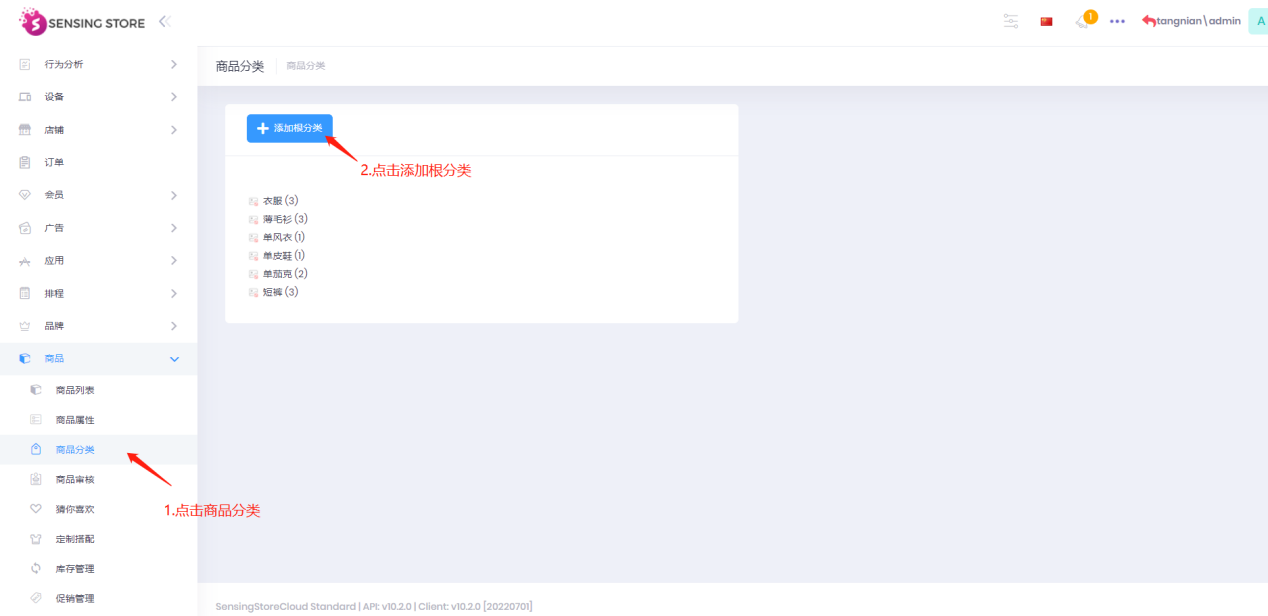 SENSING STORE
1
tangnian\admin
A
行为分析
设备
店铺
订单
会员
广告
应用
排程
品牌
商品
商品列表
商品属性
商品分类
商品审核
猜你喜欢
定制搭配
库存管理
促销管理
商品分类
商品分类
添加根分类
2.点击添加根分类
衣服 (3)
薄毛衫 (3)
单风衣 (1)
单皮鞋 (1)
单茄克 (2)
短裤 (3)
1.点击商品分类
SensingStoreCloud Standard | API: v10.2.0 | Client: v10.2.0 [20220701]